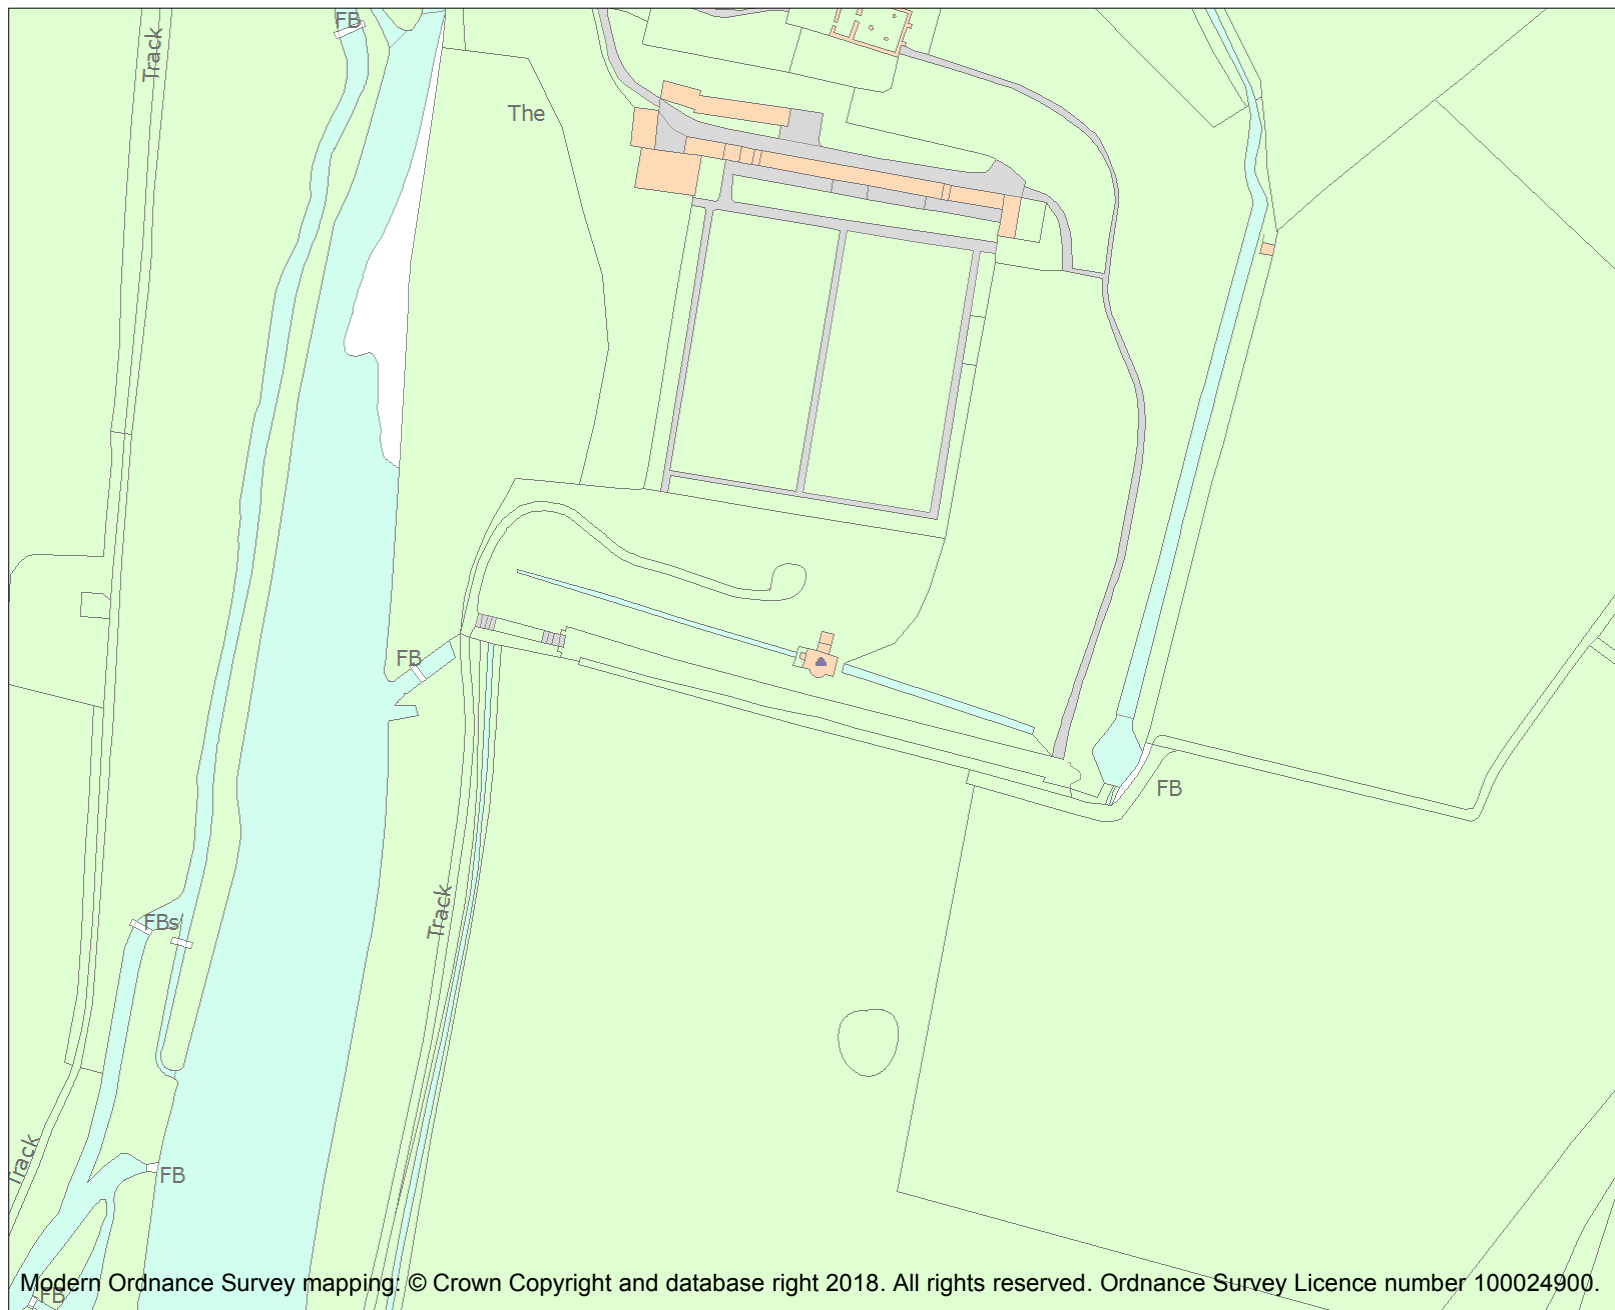 FB
Track
The
FB
FB
Track
FBs
Track
FB
FB
Modern Ordnance Survey mapping: © Crown Copyright and database right 2018. All rights reserved. Ordnance Survey Licence number 100024900.